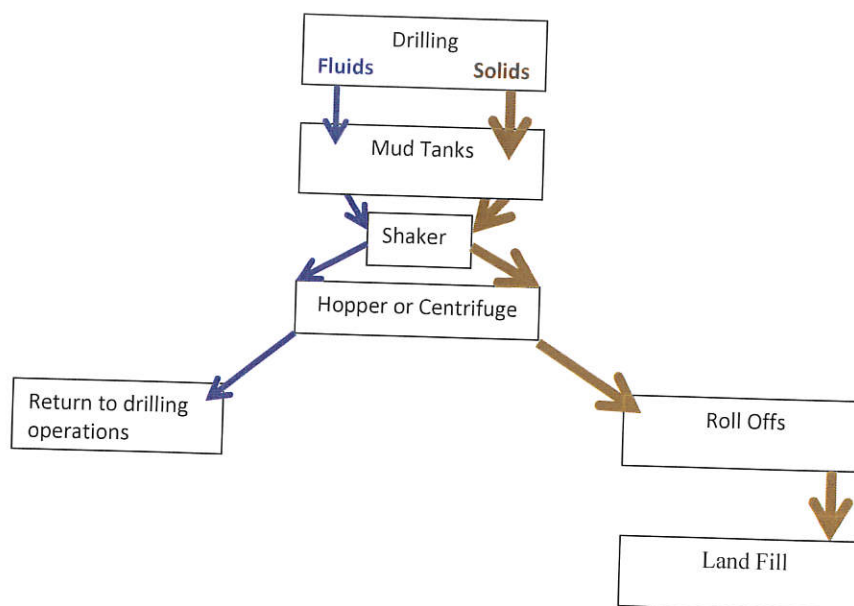 Drilling
Fluids Solids
Mud Tanks
Shaker
Hopper or Centrifuge
Return to drilling
operations
Roll Offs
Land Fill